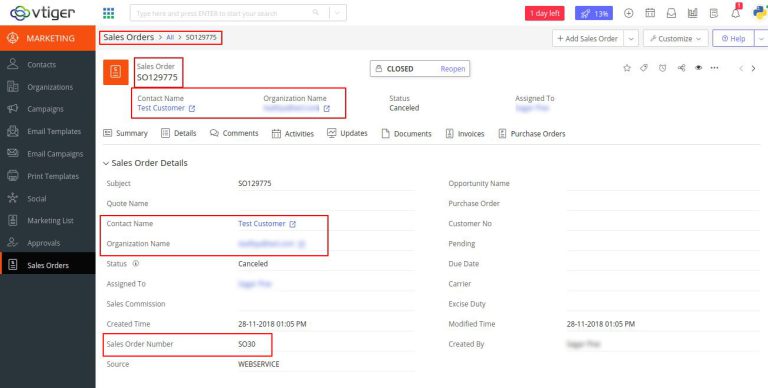 vtiger
Type here and press ENTER to start your search
1 day left
13%
1
MARKETING
Sales Orders > All > SO129775
+ Add Sales Order
Customize
Help
Contacts
Organizations
Campaigns
Email Templates
Email Campaigns
Print Templates
Social
Marketing List
Approvals
Sales Orders
Sales Order
SO129775
CLOSED Reopen
Contact Name
Test Customer
Organization Name
Status
Canceled
Assigned To
Summary Details Comments Activities Updates Documents Invoices Purchase Orders
Sales Order Details
Subject SO129775 Opportunity Name
Quote Name Purchase Order
Contact Name Test Customer Customer No
Organization Name Pending
Status Canceled Due Date
Assigned To Carrier
Sales Commission Excise Duty
Created Time 28-11-2018 01:05 PM Modified Time 28-11-2018 01:05 PM
Sales Order Number SO30 Created By
Source WEBSERVICE